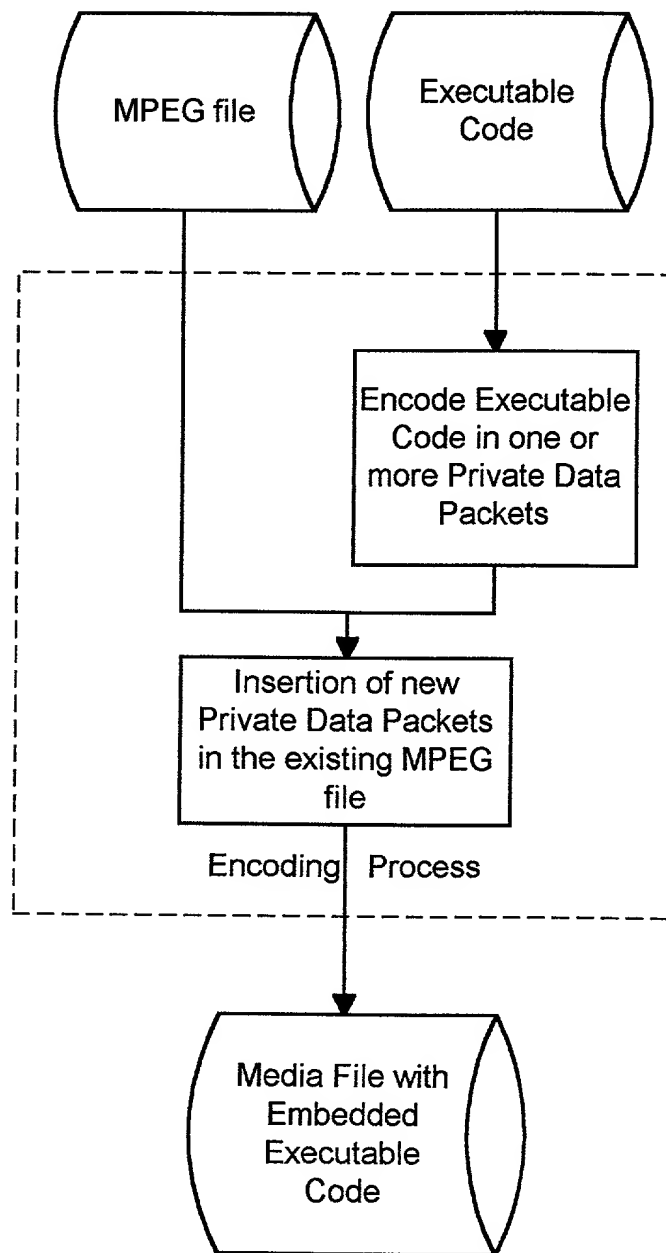 MPEG file
Executable
Code
Encode Executable
Code in one or
more Private Data
Packets
Insertion of new
Private Data Packets
in the existing MPEG
file
Encoding Process
Media File with
Embedded
Executable
Code